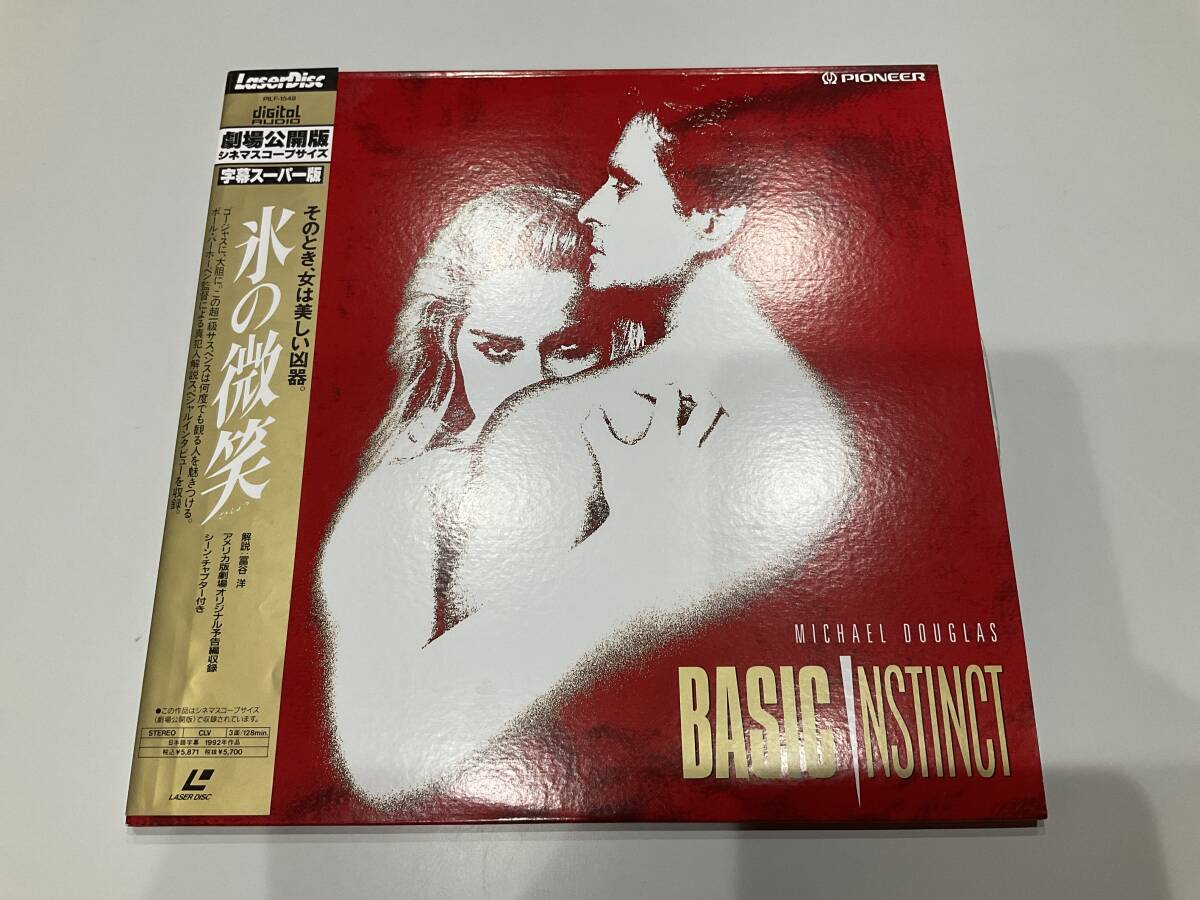 LaserDisc
PILF-1548
digital
AUDIO
劇場公開版
シネマスコープサイズ
字幕スーパー版
そのとき、女は美しい凶器。
氷の微笑
ゴージャスに、大胆に。この超一級サスペンスは何度でも観る人を魅きつける。
ポール・バーホーベン監督による真犯人解説スペシャルインタビューを収録。
解説:冨谷 洋
アメリカ版劇場オリジナル予告編収録
シーン・チャプター付き
●この作品はシネマスコープサイズ
(劇場公開版)で収録されています。
STEREO CLV 3面/128min.
日本語字幕 1992年作品
税込¥5,871 税抜¥5,700
LASER DISC
PIONEER
MICHAEL DOUGLAS
BASIC INSTINCT